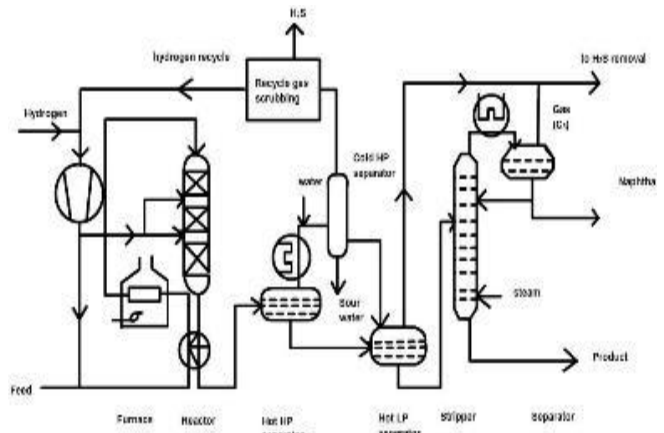 H₂S
hydrogen recycle
to H₂S removal
Recycle gas
scrubbing
Hydrogen
Gas
Cold HP
separator
water
Naphtha
steam
Sour
water
Product
Feed
Furnace
Reactor
Hot HP
Hot LP
Stripper
Separator